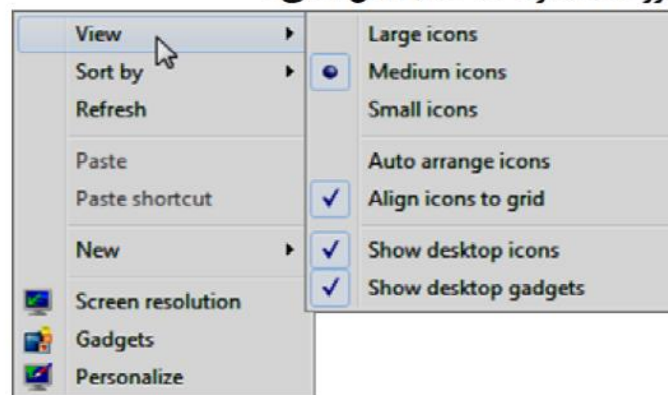 View
Sort by
Refresh
Paste
Paste shortcut
New
Screen resolution
Gadgets
Personalize
Large icons
Medium icons
Small icons
Auto arrange icons
Align icons to grid
Show desktop icons
Show desktop gadgets